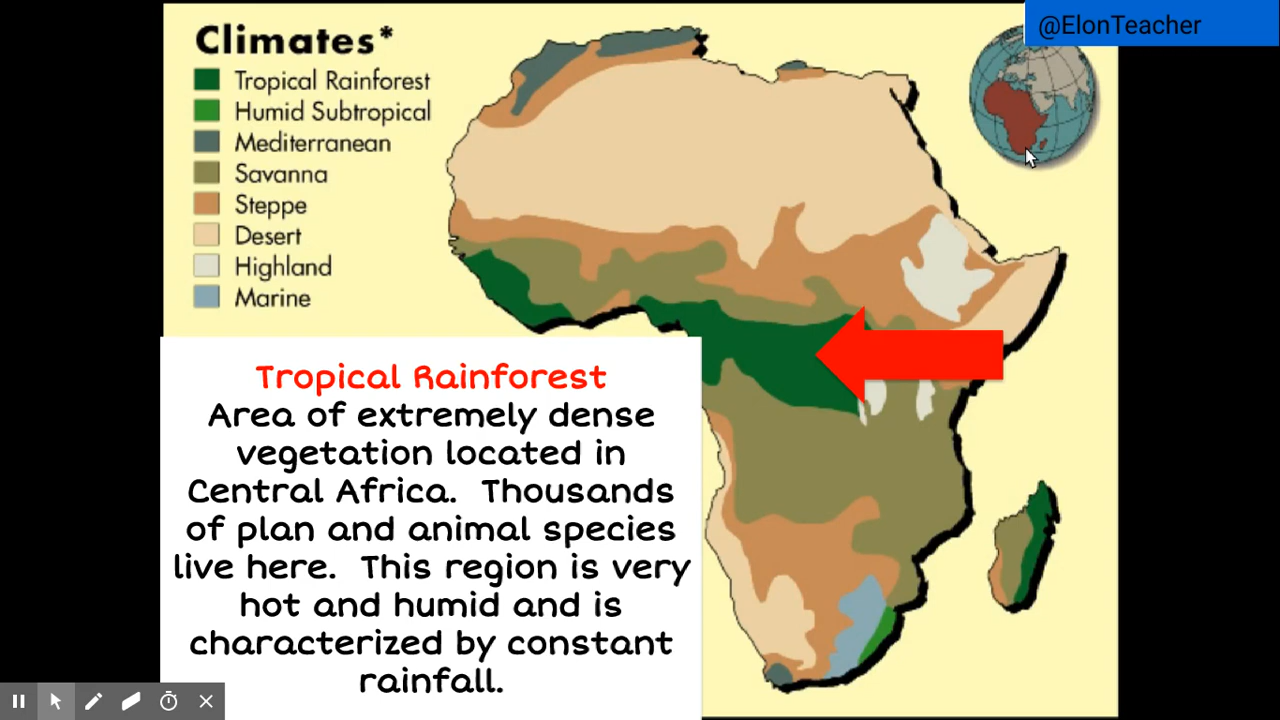 @ElonTeacher
Climates*
Tropical Rainforest
Humid Subtropical
Mediterranean
Savanna
Steppe
Desert
Highland
Marine
Tropical Rainforest
Area of extremely dense
vegetation located in
Central Africa. Thousands
of plan and animal species
live here. This region is very
hot and humid and is
characterized by constant
rainfall.